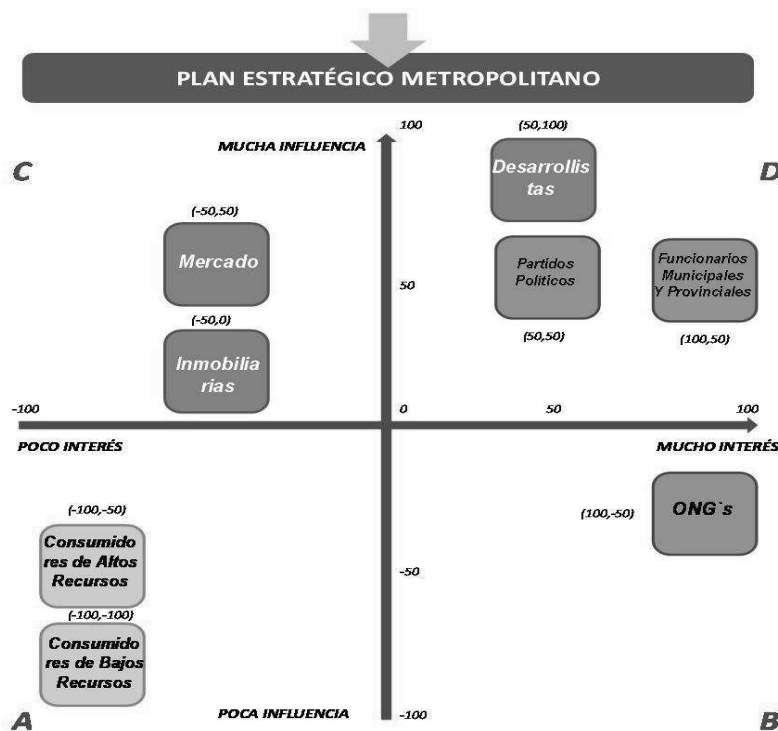 PLAN ESTRATÉGICO METROPOLITANO
100
(50,100)
MUCHA INFLUENCIA
C
D
Desarrollis
tas
(-50,50)
Mercado
Partidos
Políticos
Funcionarios
Municipales
Y Provinciales
50
(-50,0)
(50,50)
(100,50)
Inmobilia
rias
-100
0
50
100
POCO INTERÉS
MUCHO INTERÉS
(-100,-50)
(100,-50)
ONG`s
Consumido
res de Altos
Recursos
-50
(-100,-100)
Consumido
res de Bajos
Recursos
A
POCA INFLUENCIA
-100
B